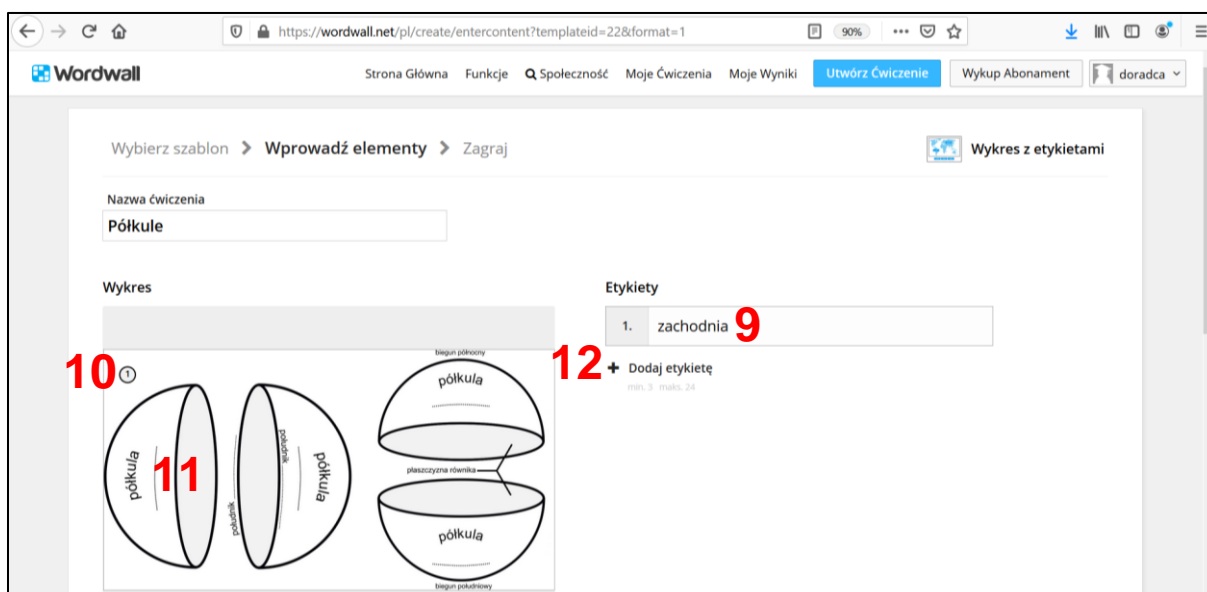 https://wordwall.net/pl/create/entercontent?templateid=22&format=1 90%
Wordwall Strona Główna Funkcje Społeczność Moje Ćwiczenia Moje Wyniki Utwórz Ćwiczenie Wykup Abonament doradca
Wybierz szablon Wprowadź elementy Zagraj Wykres z etykietami
Nazwa ćwiczenia
Półkule
Wykres Etykiety
1. zachodnia 9
10 1 12 + Dodaj etykietę
min. 3 maks. 24
biegun północny
półkula
półkula 11 południk południk półkula
płaszczyzna równika
półkula
biegun południowy